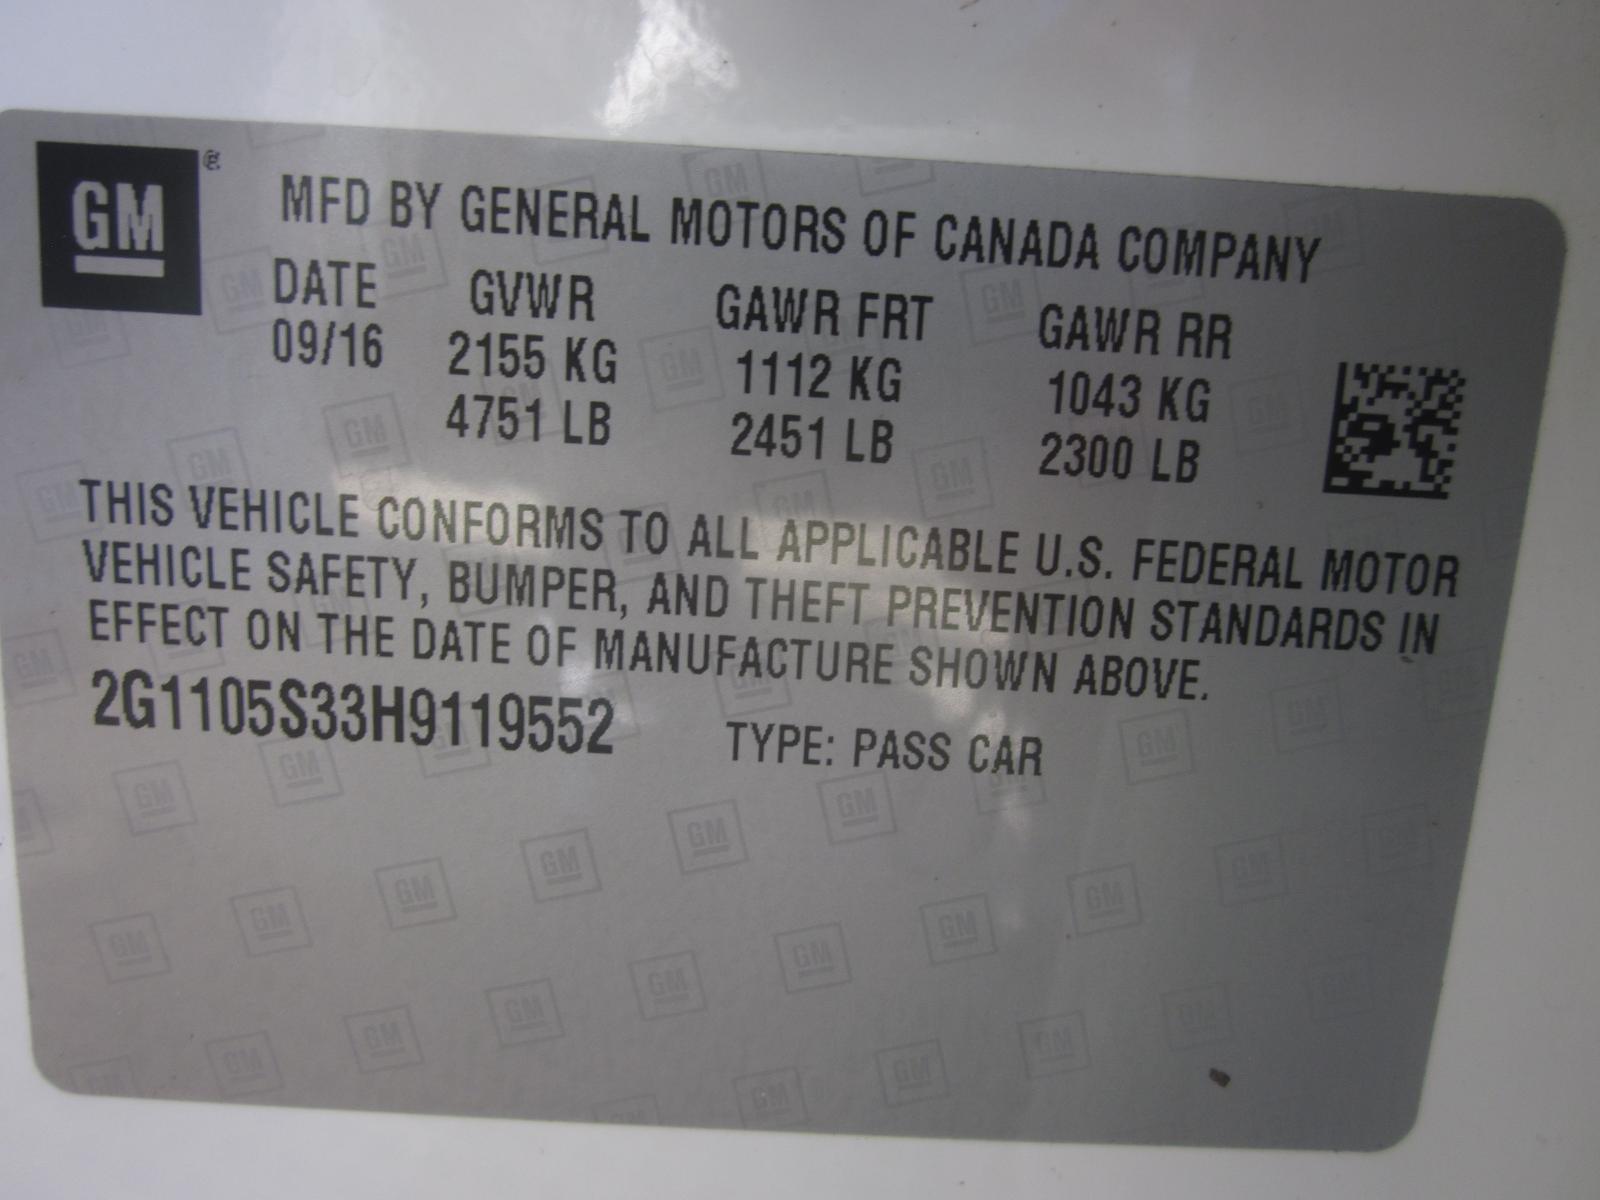 GM ®
MFD BY GENERAL MOTORS OF CANADA COMPANY
DATE GVWR GAWR FRT GAWR RR
09/16 2155 KG 1112 KG 1043 KG
4751 LB 2451 LB 2300 LB
THIS VEHICLE CONFORMS TO ALL APPLICABLE U.S. FEDERAL MOTOR
VEHICLE SAFETY, BUMPER, AND THEFT PREVENTION STANDARDS IN
EFFECT ON THE DATE OF MANUFACTURE SHOWN ABOVE.
2G1105S33H9119552 TYPE: PASS CAR